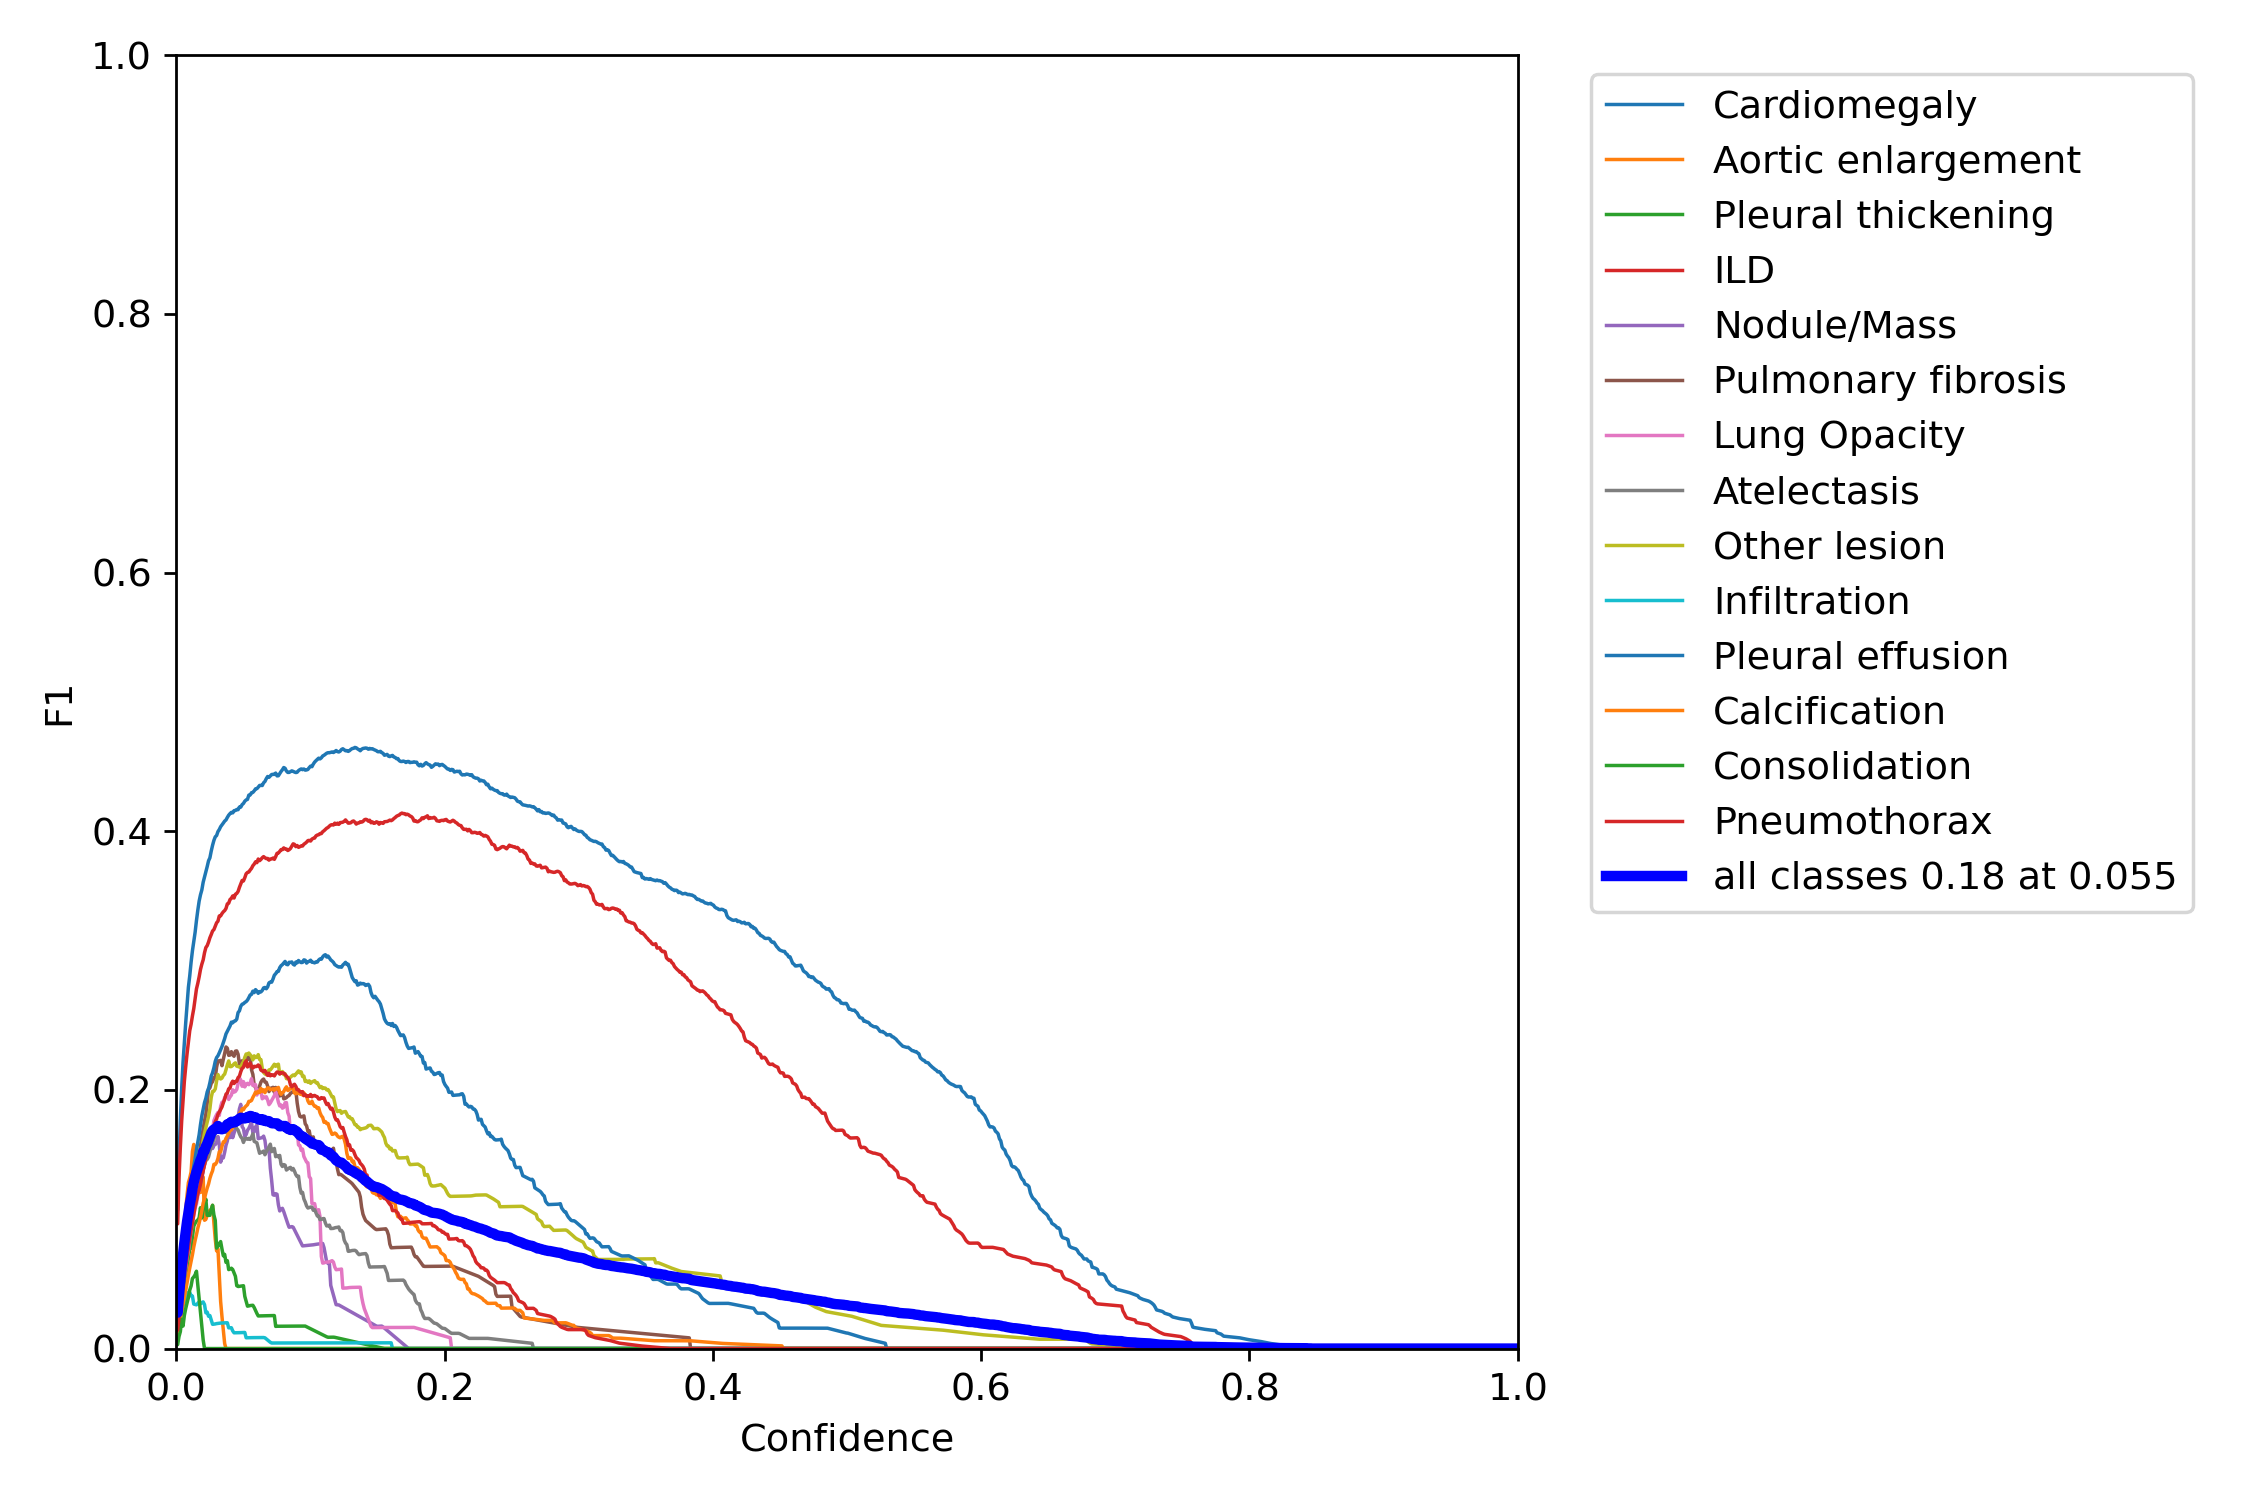 1.0
0.8
0.6
0.4
0.2
0.0
F1
0.0 0.2 0.4 0.6 0.8 1.0
Confidence
Cardiomegaly
Aortic enlargement
Pleural thickening
ILD
Nodule/Mass
Pulmonary fibrosis
Lung Opacity
Atelectasis
Other lesion
Infiltration
Pleural effusion
Calcification
Consolidation
Pneumothorax
all classes 0.18 at 0.055